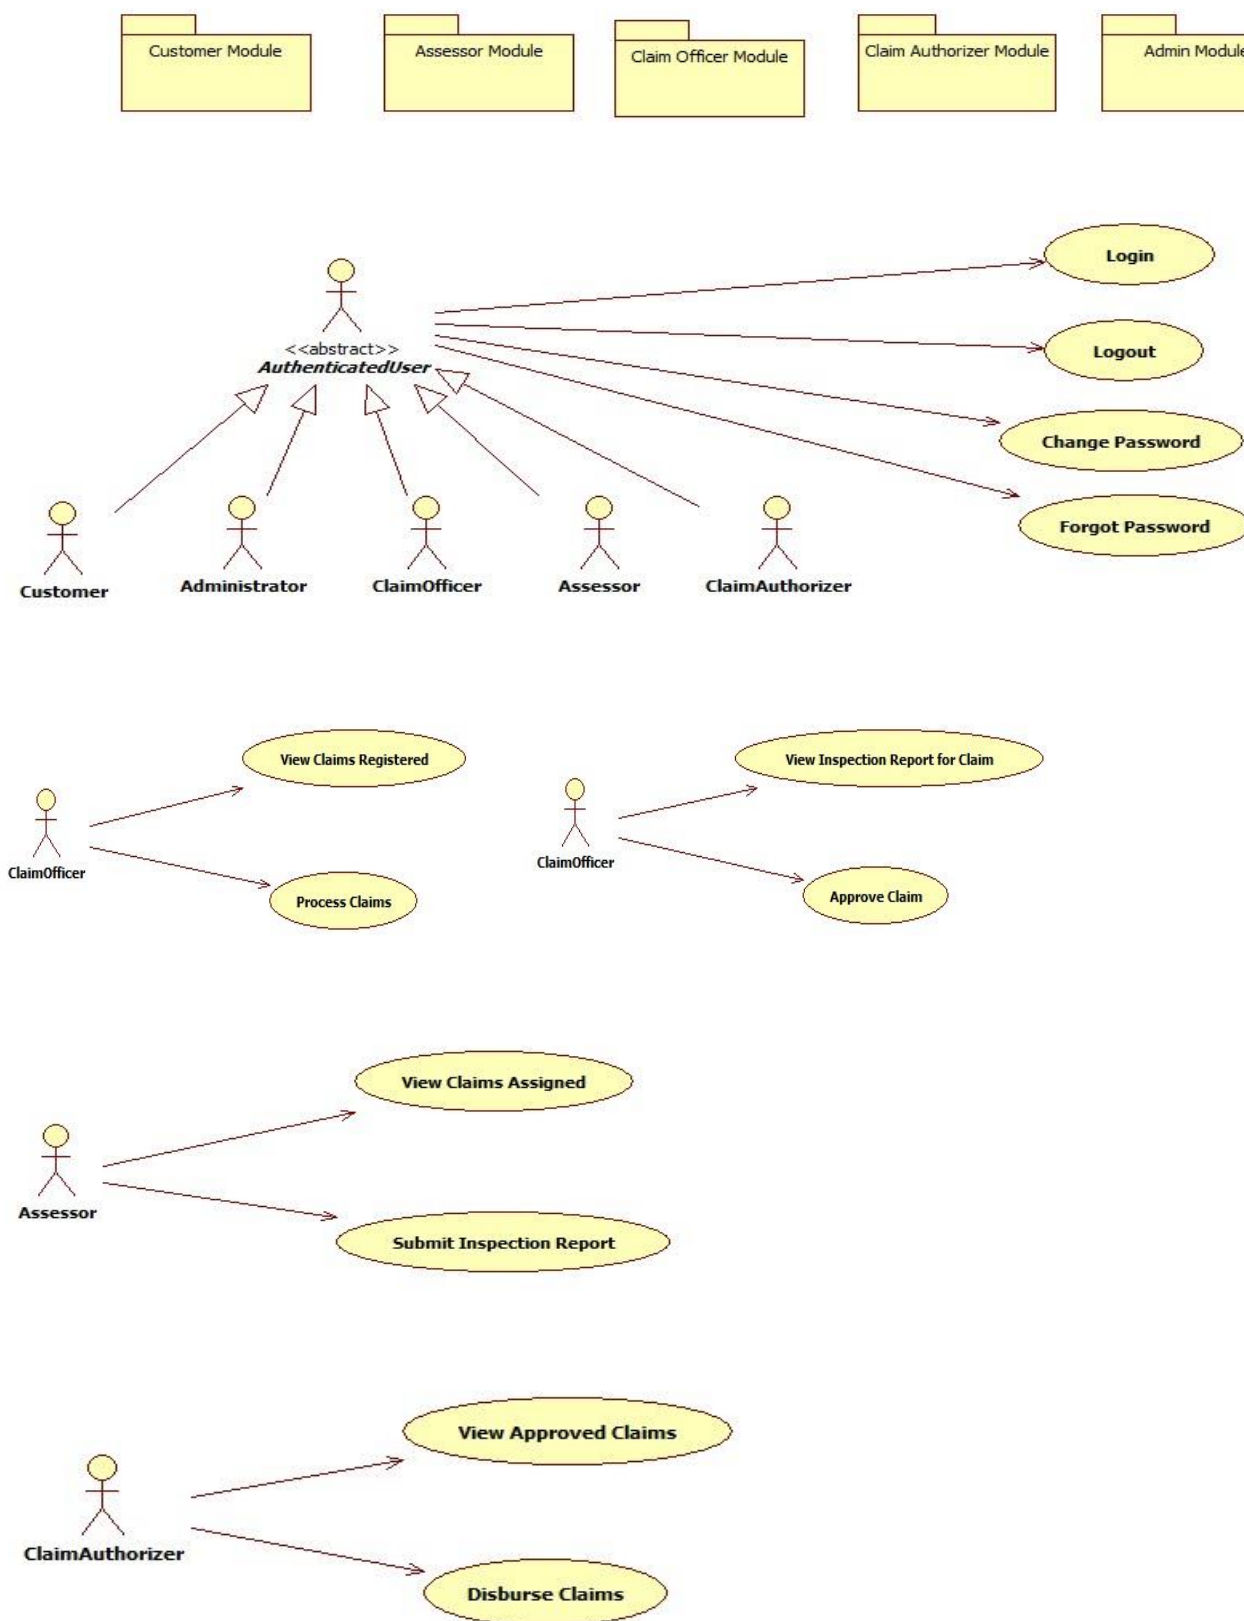 Customer Module
Assessor Module
Claim Officer Module
Claim Authorizer Module
Admin Module
Login
<<abstract>>
AuthenticatedUser
Logout
Change Password
Forgot Password
Customer
Administrator
ClaimOfficer
Assessor
ClaimAuthorizer
View Claims Registered
ClaimOfficer
Process Claims
View Inspection Report for Claim
ClaimOfficer
Approve Claim
View Claims Assigned
Assessor
Submit Inspection Report
View Approved Claims
ClaimAuthorizer
Disburse Claims